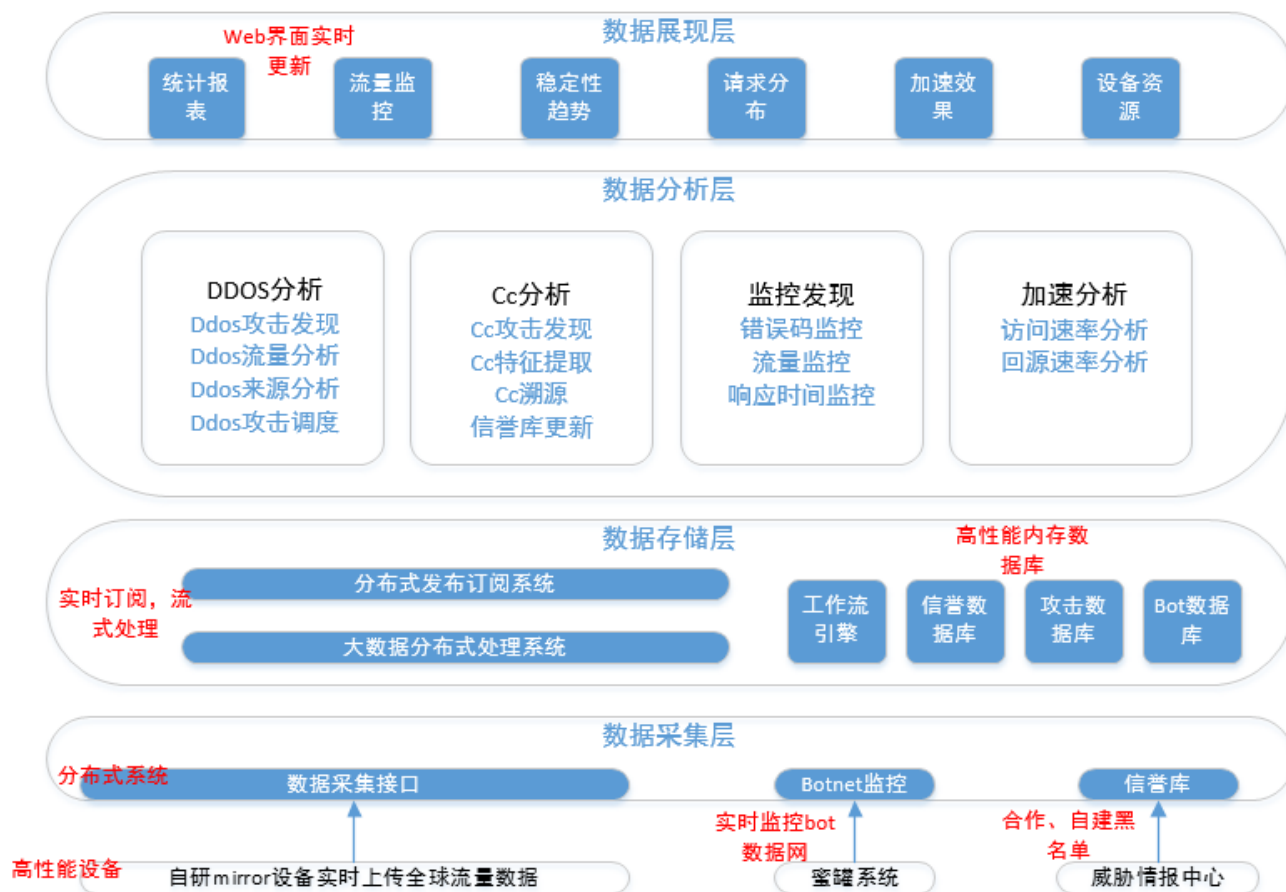 数据展现层
Web界面实时
更新
统计报
表
流量监
控
稳定性
趋势
请求分
布
加速效
果
设备资
源
数据分析层
DDOS分析
Ddos攻击发现
Ddos流量分析
Ddos来源分析
Ddos攻击调度
Cc分析
Cc攻击发现
Cc特征提取
Cc溯源
信誉库更新
监控发现
错误码监控
流量监控
响应时间监控
加速分析
访问速率分析
回源速率分析
数据存储层
高性能内存数
据库
实时订阅，流
式处理
分布式发布订阅系统
大数据分布式处理系统
工作流
引擎
信誉数
据库
攻击数
据库
Bot数据
库
数据采集层
分布式系统
数据采集接口
Botnet监控
信誉库
实时监控bot
数据网
合作、自建黑
名单
高性能设备
自研mirror设备实时上传全球流量数据
蜜罐系统
威胁情报中心